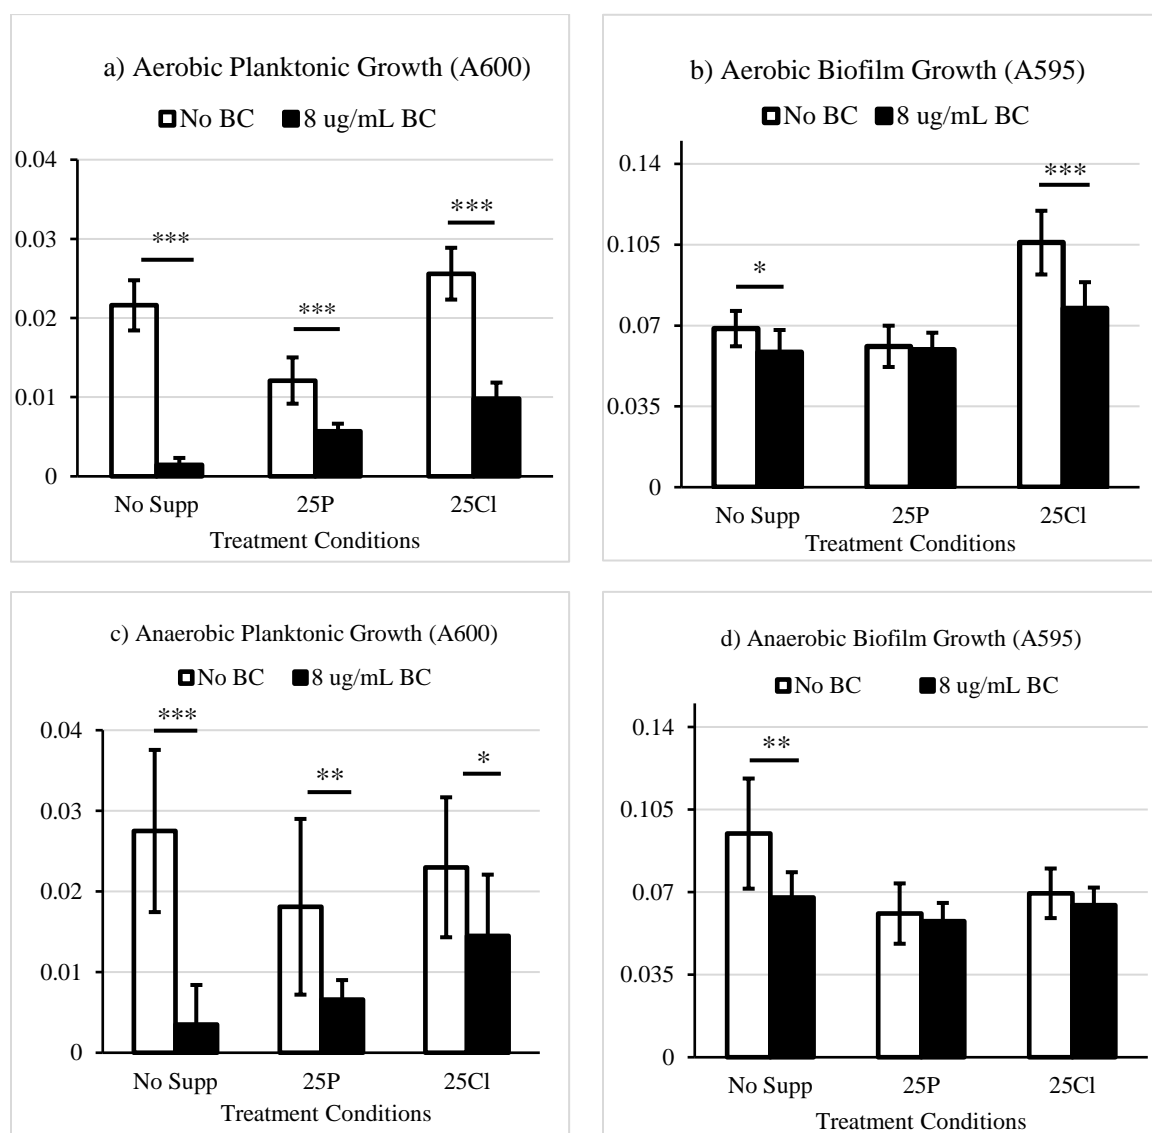 a) Aerobic Planktonic Growth (A600)
No BC 8 ug/mL BC
0.04
0.03
0.02
0.01
0
***
***
***
No Supp 25P 25Cl
Treatment Conditions
b) Aerobic Biofilm Growth (A595)
No BC 8 ug/mL BC
0.14
0.105
0.07
0.035
0
*
***
No Supp 25P 25Cl
Treatment Conditions
c) Anaerobic Planktonic Growth (A600)
No BC 8 ug/mL BC
0.04
0.03
0.02
0.01
0
***
**
*
No Supp 25P 25Cl
Treatment Conditions
d) Anaerobic Biofilm Growth (A595)
No BC 8 ug/mL BC
0.14
0.105
0.07
0.035
0
**
No Supp 25P 25Cl
Treatment Conditions